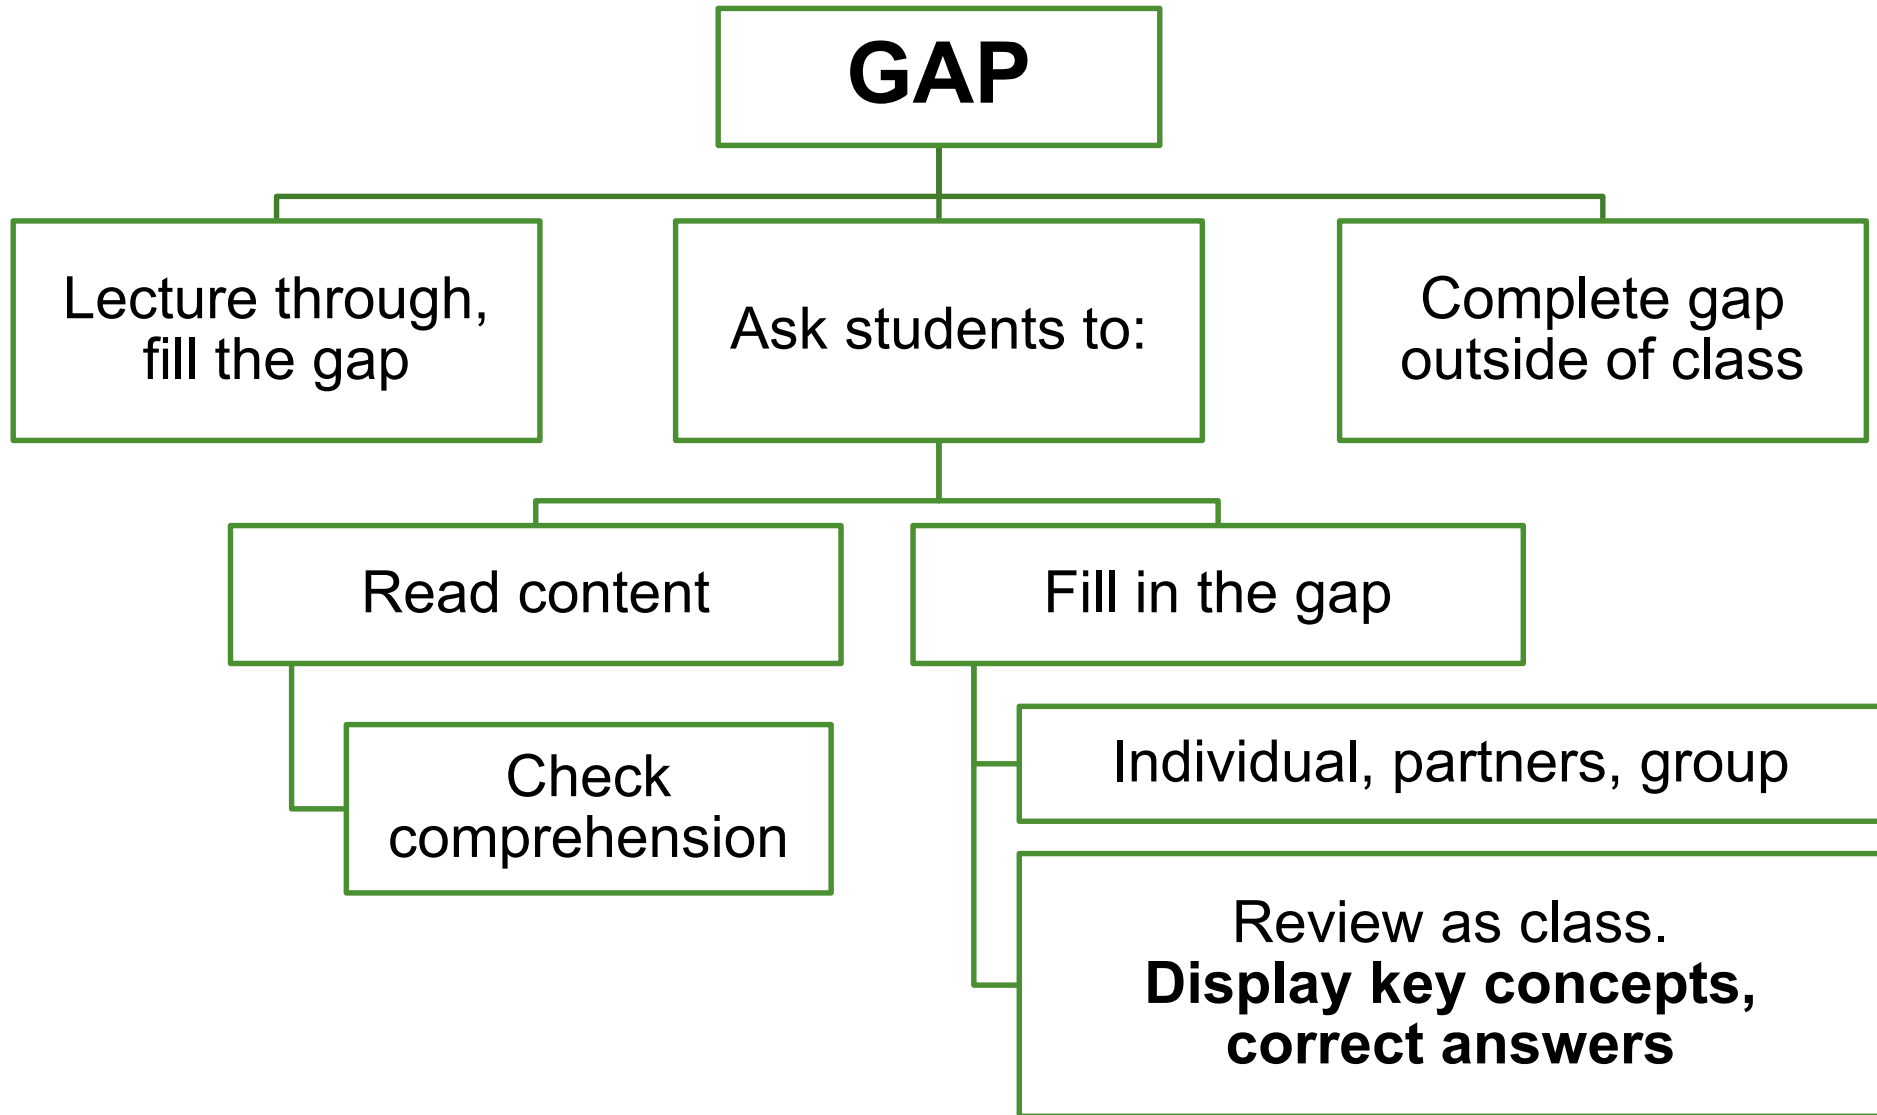 GAP
Lecture through,
fill the gap
Ask students to:
Complete gap
outside of class
Read content
Fill in the gap
Check
comprehension
Individual, partners, group
Review as class.
Display key concepts,
correct answers